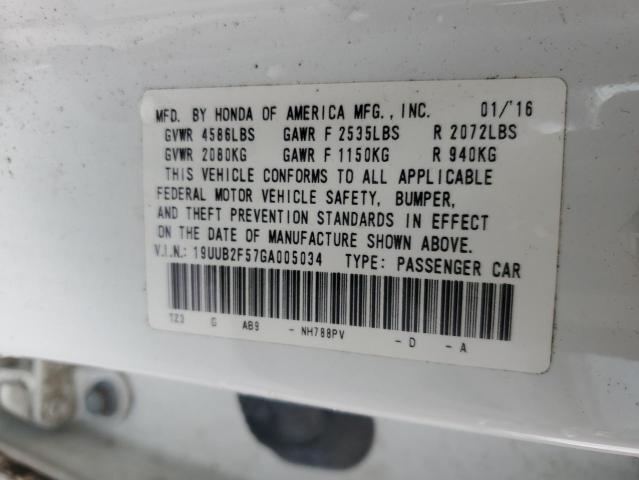 MFD. BY HONDA OF AMERICA MFG., INC. 01/'16
GVWR 4586LBS GAWR F 2535LBS R 2072LBS
GVWR 2080KG GAWR F 1150KG R 940KG
THIS VEHICLE CONFORMS TO ALL APPLICABLE
FEDERAL MOTOR VEHICLE SAFETY, BUMPER,
AND THEFT PREVENTION STANDARDS IN EFFECT
ON THE DATE OF MANUFACTURE SHOWN ABOVE.
V.I.N.: 19UUB2F57GA005034 TYPE: PASSENGER CAR
TZ3 G AB9 - NH788PV - D - A